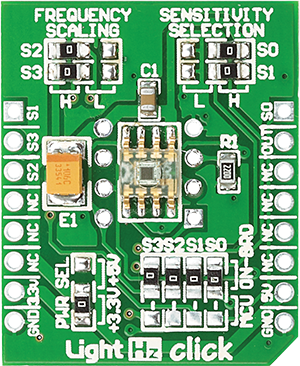 FREQUENCY SCALING
SENSITIVITY SELECTION
S2
S3
H L
C1
S0
S1
L H
S1
S3
S2
NC
NC
NC
3.3V
GND
S0
OUT
NC
NC
NC
NC
5V
GND
E1
R2
PWR SEL
+3.3V +5V
S3 S2 S1 S0
MCU ON-BRD
Light Hz click